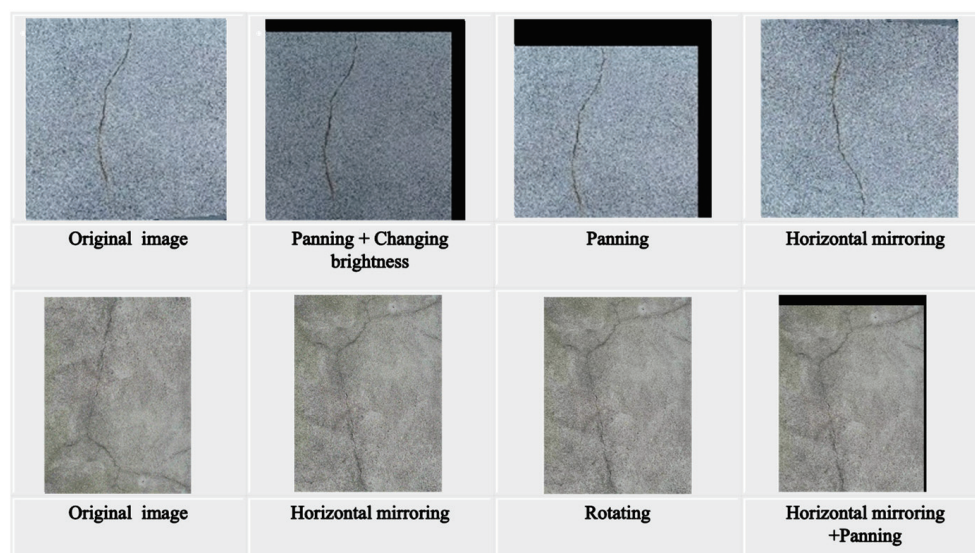 Original image
Panning + Changing
brightness
Panning
Horizontal mirroring
Original image
Horizontal mirroring
Rotating
Horizontal mirroring
+Panning